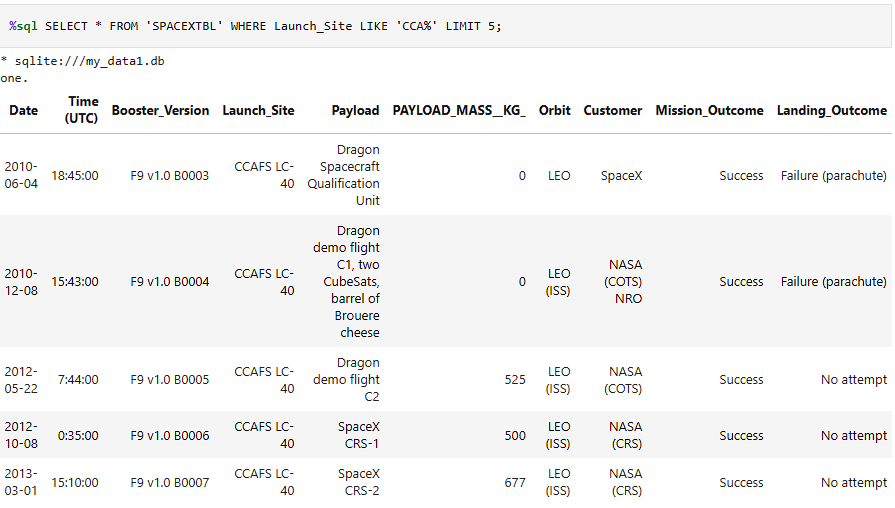 %sql SELECT * FROM 'SPACEXTBL' WHERE Launch_Site LIKE 'CCA%' LIMIT 5;
* sqlite:///my_data1.db
one.
Date Time (UTC) Booster_Version Launch_Site Payload PAYLOAD_MASS__KG_ Orbit Customer Mission_Outcome Landing_Outcome
2010-06-04 18:45:00 F9 v1.0 B0003 CCAFS LC-40 Dragon Spacecraft Qualification Unit 0 LEO SpaceX Success Failure (parachute)
2010-12-08 15:43:00 F9 v1.0 B0004 CCAFS LC-40 Dragon demo flight C1, two CubeSats, barrel of Brouere cheese 0 LEO (ISS) NASA (COTS) NRO Success Failure (parachute)
2012-05-22 7:44:00 F9 v1.0 B0005 CCAFS LC-40 Dragon demo flight C2 525 LEO (ISS) NASA (COTS) Success No attempt
2012-10-08 0:35:00 F9 v1.0 B0006 CCAFS LC-40 SpaceX CRS-1 500 LEO (ISS) NASA (CRS) Success No attempt
2013-03-01 15:10:00 F9 v1.0 B0007 CCAFS LC-40 SpaceX CRS-2 677 LEO (ISS) NASA (CRS) Success No attempt